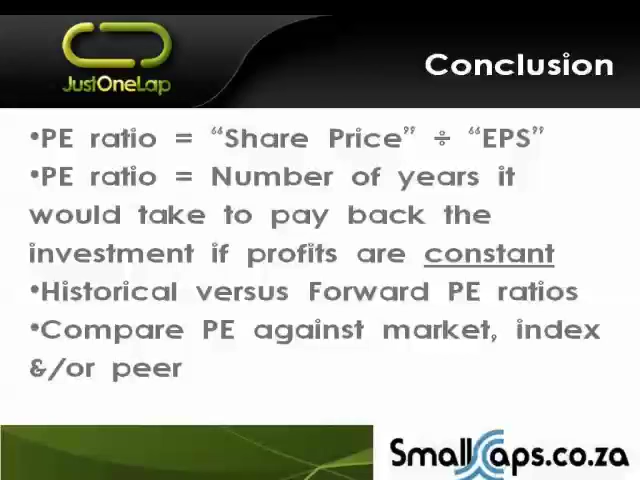 JustOneLap
Conclusion
•PE ratio = “Share Price” ÷ “EPS”
•PE ratio = Number of years it
would take to pay back the
investment if profits are constant
•Historical versus Forward PE ratios
•Compare PE against market, index
&/or peer
SmallCaps.co.za